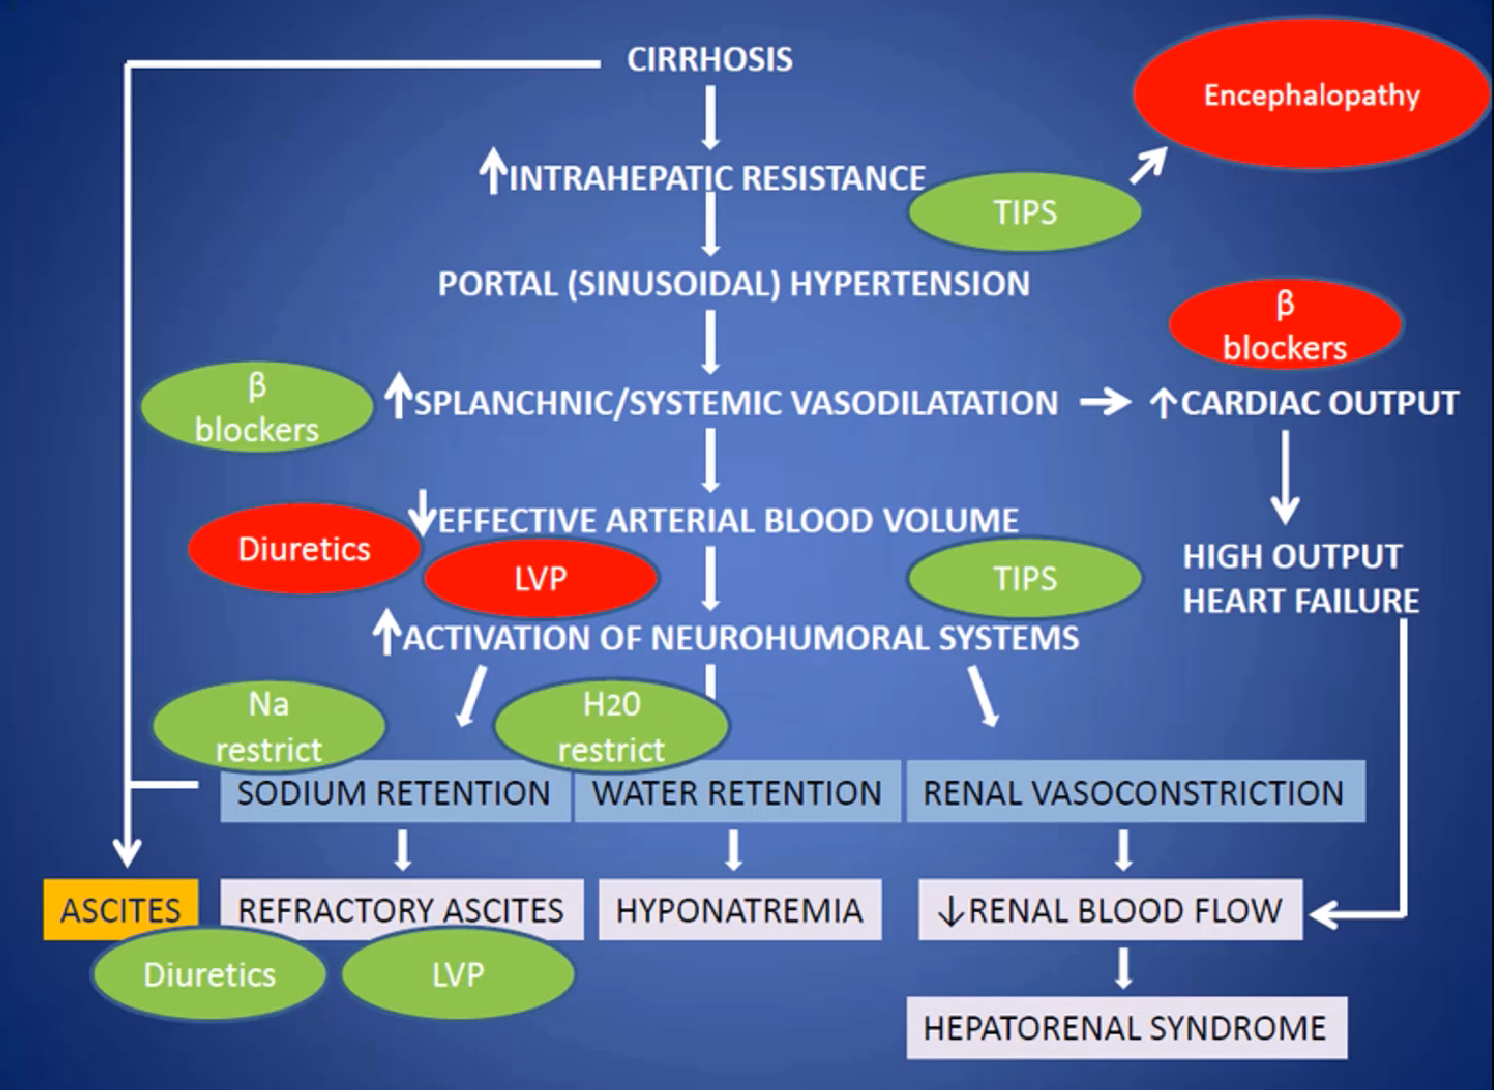 CIRRHOSIS
Encephalopathy
↑INTRAHEPATIC RESISTANCE
TIPS
PORTAL (SINUSOIDAL) HYPERTENSION
β
blockers
β
blockers
↑SPLANCHNIC/SYSTEMIC VASODILATATION
↑CARDIAC OUTPUT
↓EFFECTIVE ARTERIAL BLOOD VOLUME
Diuretics
LVP
TIPS
HIGH OUTPUT
HEART FAILURE
↑ACTIVATION OF NEUROHUMORAL SYSTEMS
Na
restrict
H20
restrict
SODIUM RETENTION
WATER RETENTION
RENAL VASOCONSTRICTION
ASCITES
REFRACTORY ASCITES
HYPONATREMIA
↓RENAL BLOOD FLOW
Diuretics
LVP
HEPATORENAL SYNDROME